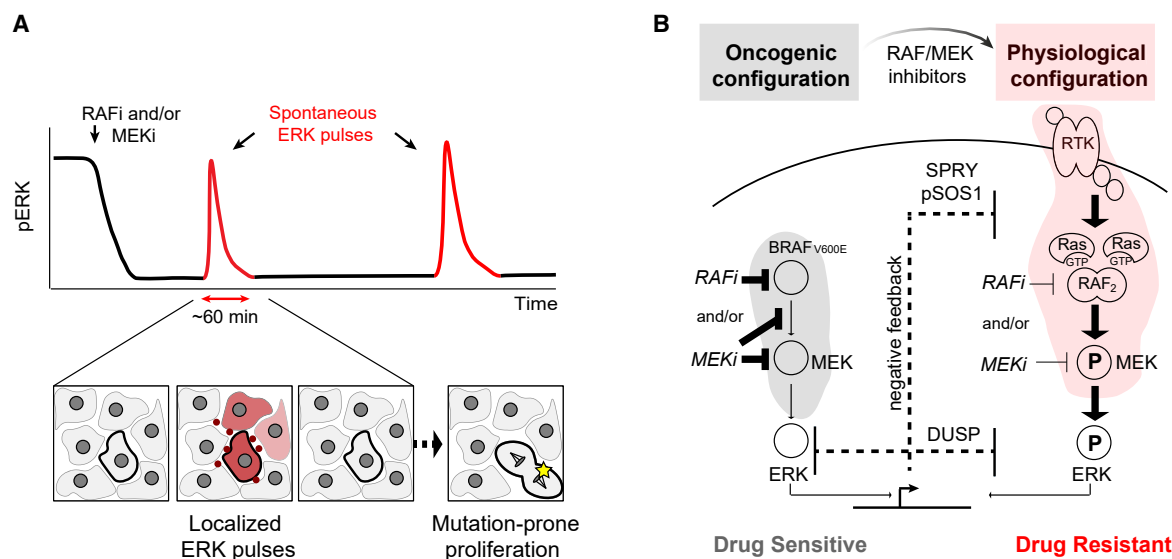 A
RAFi and/or
MEKi
Spontaneous
ERK pulses
pERK
Time
~60 min
Localized
ERK pulses
Mutation-prone
proliferation
B
Oncogenic
configuration
RAF/MEK
inhibitors
Physiological
configuration
RTK
SPRY
pSOS1
BRAF V600E
Ras
GTP
Ras
GTP
RAFi
RAFi
RAF2
and/or
and/or
negative feedback
MEKi
MEK
MEKi
P
MEK
DUSP
P
ERK
ERK
Drug Sensitive
Drug Resistant